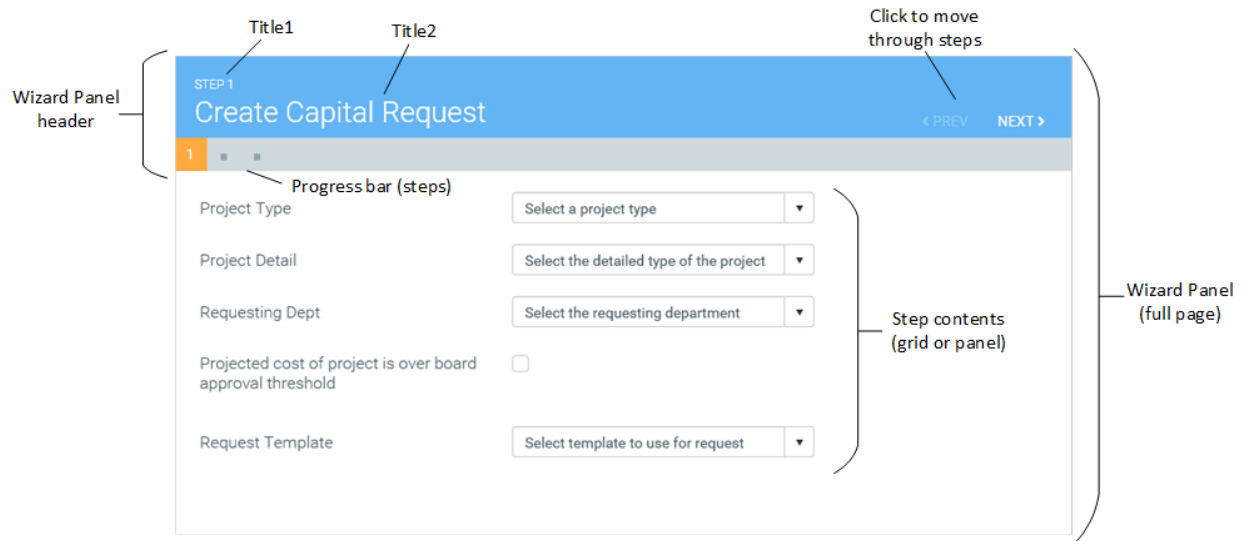 Title1
Title2
Click to move
through steps
Wizard Panel
header
STEP 1
Create Capital Request
< PREV NEXT >
1
Progress bar (steps)
Project Type
Select a project type
Project Detail
Select the detailed type of the project
Requesting Dept
Select the requesting department
Projected cost of project is over board
approval threshold
Request Template
Select template to use for request
Step contents
(grid or panel)
Wizard Panel
(full page)